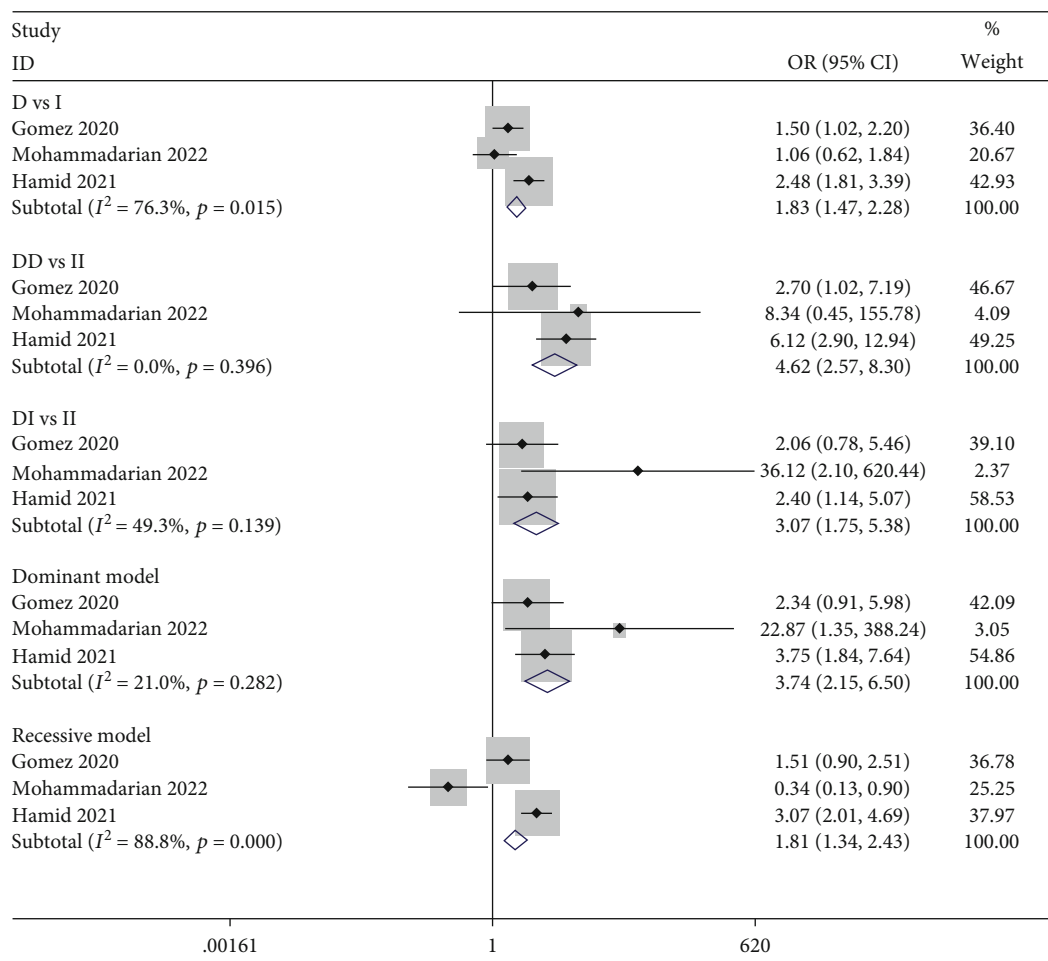 Study %
ID OR (95% CI) Weight
D vs I
Gomez 2020 1.50 (1.02, 2.20) 36.40
Mohammadarian 2022 1.06 (0.62, 1.84) 20.67
Hamid 2021 2.48 (1.81, 3.39) 42.93
Subtotal (I² = 76.3%, p = 0.015) 1.83 (1.47, 2.28) 100.00
DD vs II
Gomez 2020 2.70 (1.02, 7.19) 46.67
Mohammadarian 2022 8.34 (0.45, 155.78) 4.09
Hamid 2021 6.12 (2.90, 12.94) 49.25
Subtotal (I² = 0.0%, p = 0.396) 4.62 (2.57, 8.30) 100.00
DI vs II
Gomez 2020 2.06 (0.78, 5.46) 39.10
Mohammadarian 2022 36.12 (2.10, 620.44) 2.37
Hamid 2021 2.40 (1.14, 5.07) 58.53
Subtotal (I² = 49.3%, p = 0.139) 3.07 (1.75, 5.38) 100.00
Dominant model
Gomez 2020 2.34 (0.91, 5.98) 42.09
Mohammadarian 2022 22.87 (1.35, 388.24) 3.05
Hamid 2021 3.75 (1.84, 7.64) 54.86
Subtotal (I² = 21.0%, p = 0.282) 3.74 (2.15, 6.50) 100.00
Recessive model
Gomez 2020 1.51 (0.90, 2.51) 36.78
Mohammadarian 2022 0.34 (0.13, 0.90) 25.25
Hamid 2021 3.07 (2.01, 4.69) 37.97
Subtotal (I² = 88.8%, p = 0.000) 1.81 (1.34, 2.43) 100.00
.00161 1 620